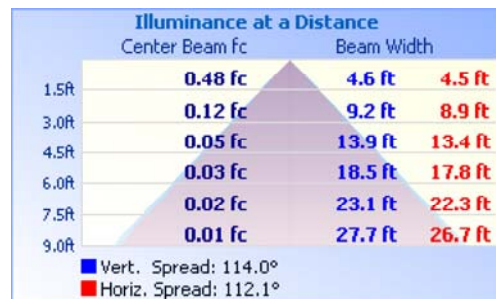 Illuminance at a Distance
Center Beam fc Beam Width
1.5ft 0.48 fc 4.6 ft 4.5 ft
3.0ft 0.12 fc 9.2 ft 8.9 ft
4.5ft 0.05 fc 13.9 ft 13.4 ft
6.0ft 0.03 fc 18.5 ft 17.8 ft
7.5ft 0.02 fc 23.1 ft 22.3 ft
9.0ft 0.01 fc 27.7 ft 26.7 ft
Vert. Spread: 114.0°
Horiz. Spread: 112.1°